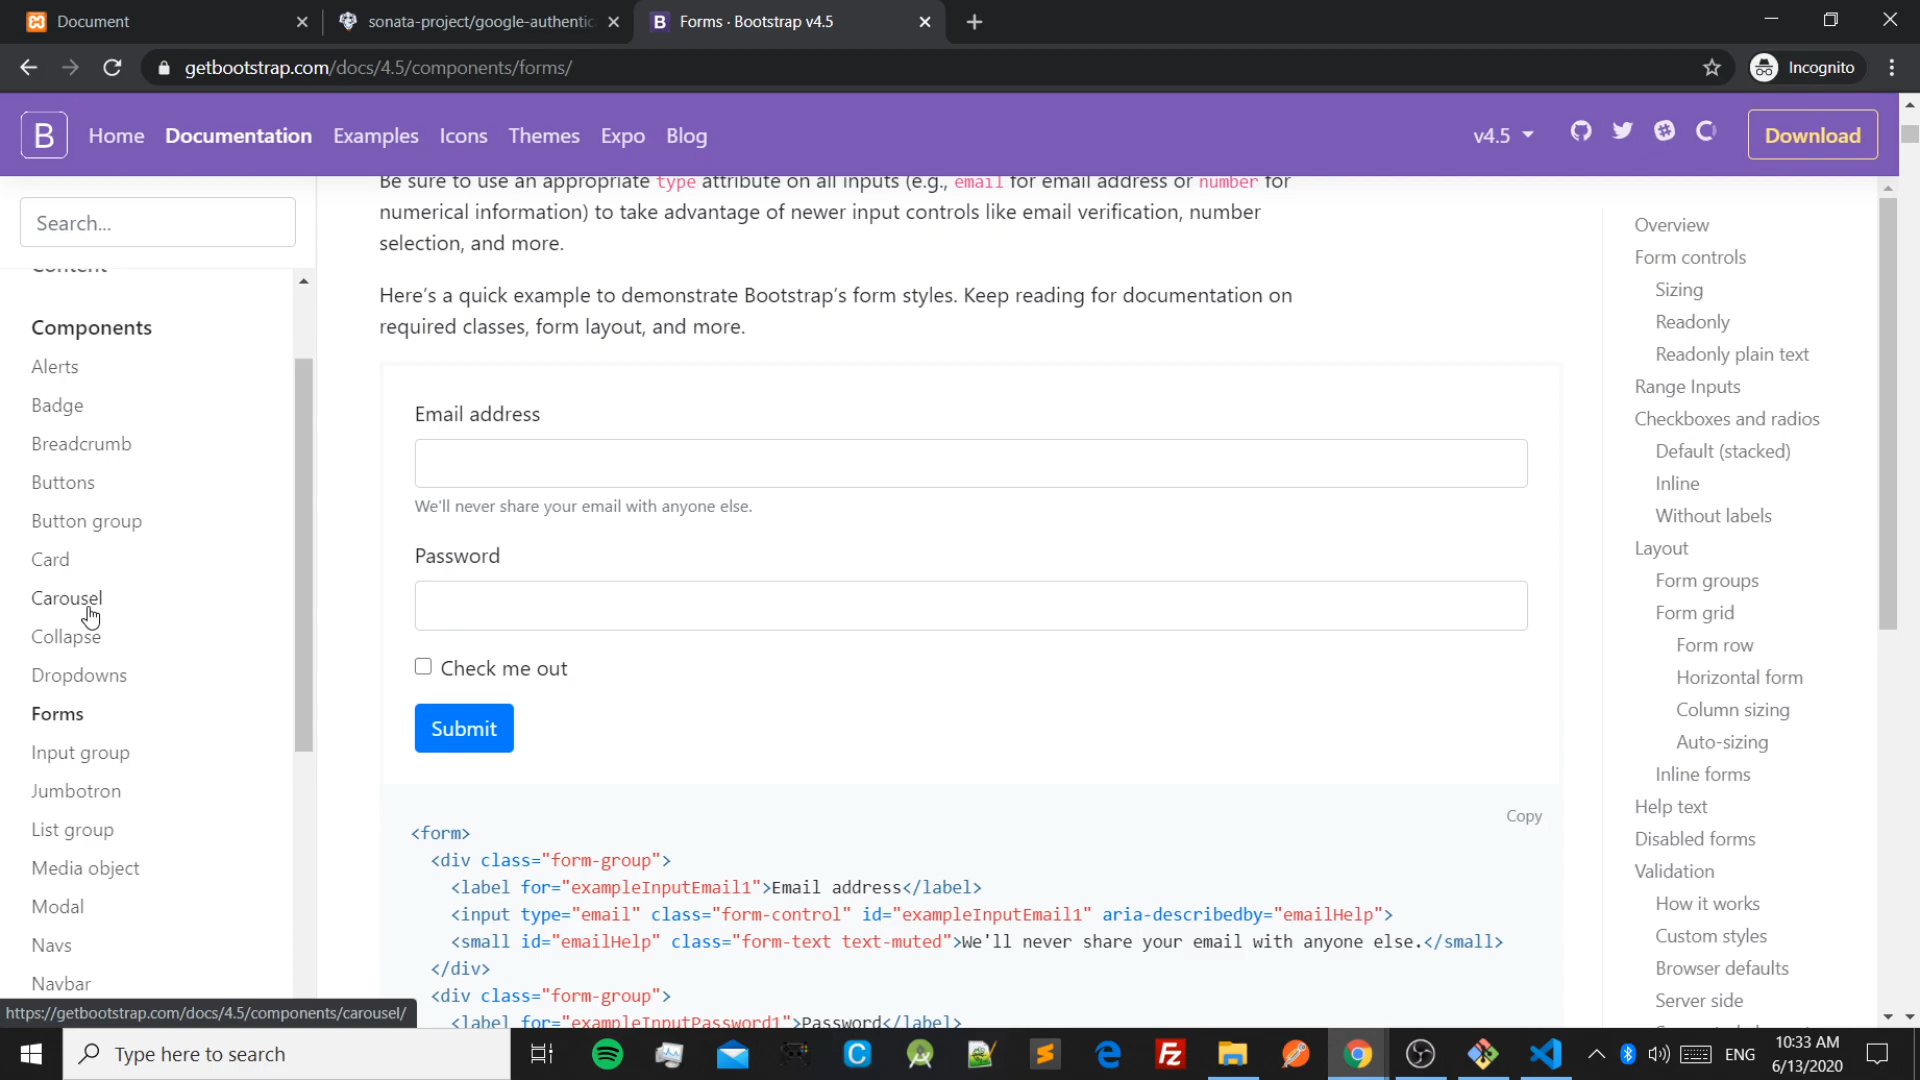 Document
sonata-project/google-authentic
B Forms · Bootstrap v4.5
getbootstrap.com/docs/4.5/components/forms/
Incognito
B Home Documentation Examples Icons Themes Expo Blog v4.5 Download
Search...
Content
Components
Alerts
Badge
Breadcrumb
Buttons
Button group
Card
Carousel
Collapse
Dropdowns
Forms
Input group
Jumbotron
List group
Media object
Modal
Navs
Navbar
Be sure to use an appropriate type attribute on all inputs (e.g., email for email address or number for
numerical information) to take advantage of newer input controls like email verification, number
selection, and more.
Here's a quick example to demonstrate Bootstrap's form styles. Keep reading for documentation on
required classes, form layout, and more.
Email address
We'll never share your email with anyone else.
Password
Check me out
Submit
Copy
<form>
<div class="form-group">
<label for="exampleInputEmail1">Email address</label>
<input type="email" class="form-control" id="exampleInputEmail1" aria-describedby="emailHelp">
<small id="emailHelp" class="form-text text-muted">We'll never share your email with anyone else.</small>
</div>
<div class="form-group">
<label for="exampleInputPassword1">Password</label>
Overview
Form controls
Sizing
Readonly
Readonly plain text
Range Inputs
Checkboxes and radios
Default (stacked)
Inline
Without labels
Layout
Form groups
Form grid
Form row
Horizontal form
Column sizing
Auto-sizing
Inline forms
Help text
Disabled forms
Validation
How it works
Custom styles
Browser defaults
Server side
https://getbootstrap.com/docs/4.5/components/carousel/
Type here to search
ENG
10:33 AM
6/13/2020